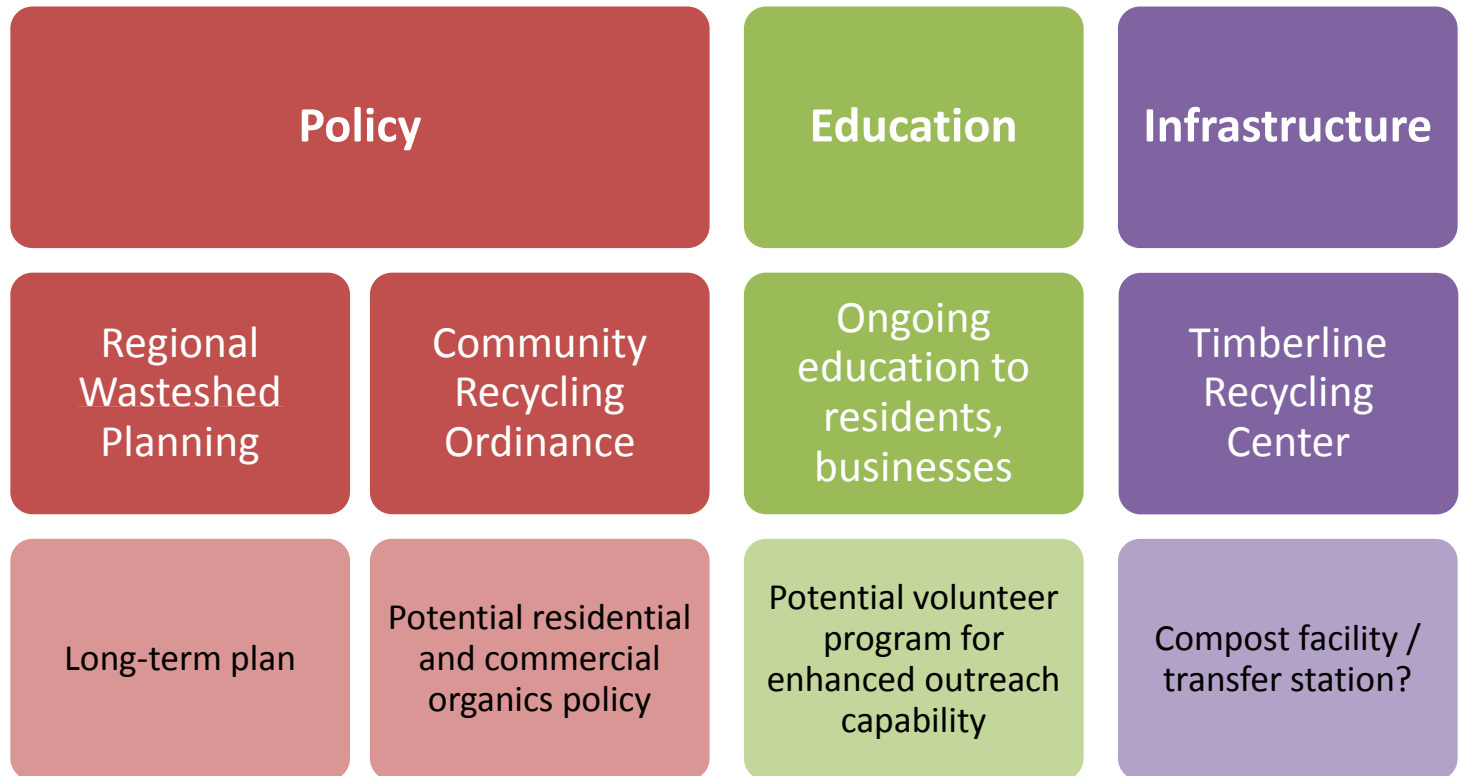 Policy
Education
Infrastructure
Regional
Wasteshed
Planning
Community
Recycling
Ordinance
Ongoing
education to
residents,
businesses
Timberline
Recycling
Center
Long-term plan
Potential residential
and commercial
organics policy
Potential volunteer
program for
enhanced outreach
capability
Compost facility /
transfer station?